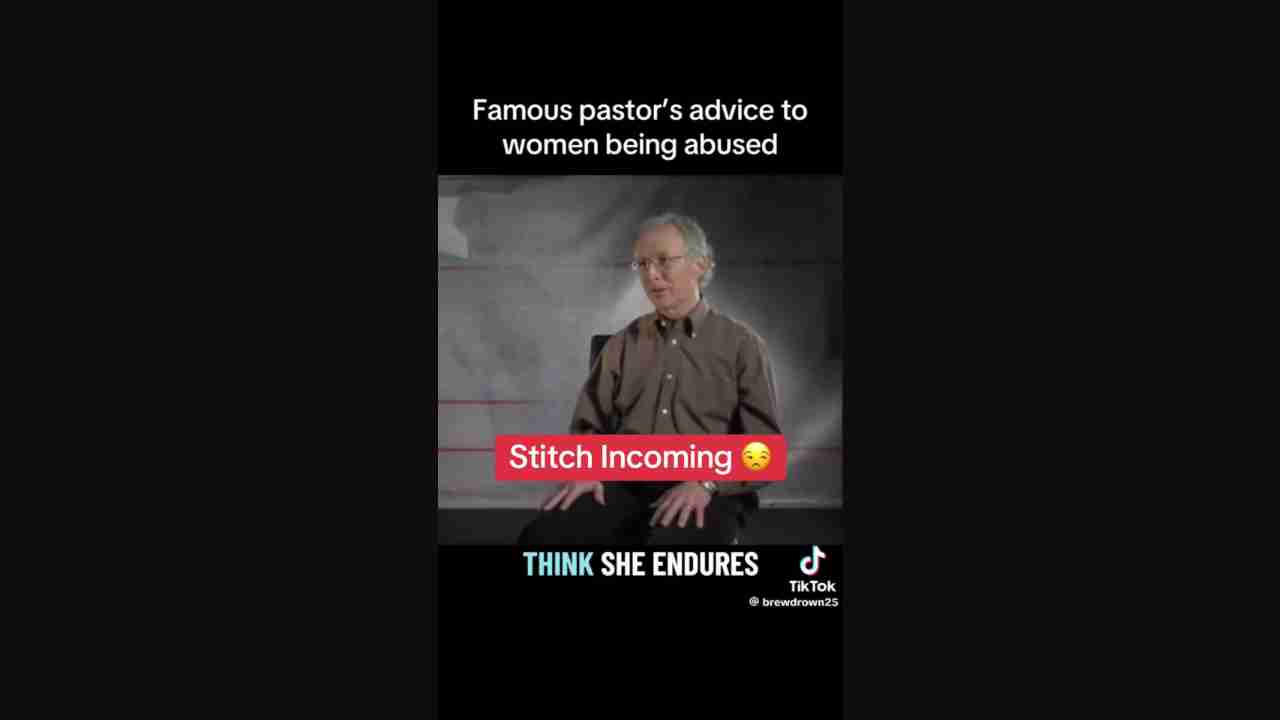 Famous pastor's advice to
women being abused
Stitch Incoming 😒
THINK SHE ENDURES
TikTok
@ brewdrown25